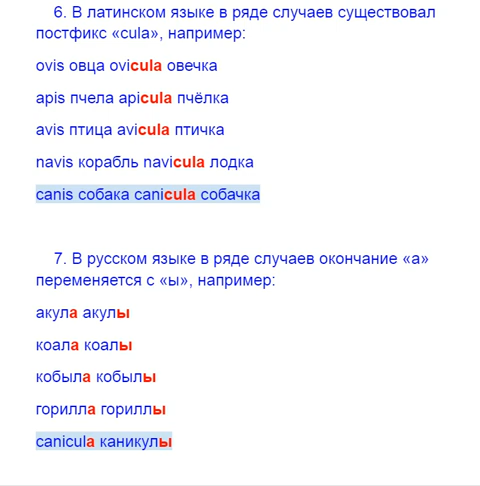 6. В латинском языке в ряде случаев существовал
постфикс «cula», например:
ovis овца ovicula овечка
apis пчела apicula пчёлка
avis птица avicula птичка
navis корабль navicula лодка
canis собака canicula собачка
7. В русском языке в ряде случаев окончание «а»
переменяется с «ы», например:
акула акулы
коала коалы
кобыла кобылы
горилла гориллы
canicula каникулы